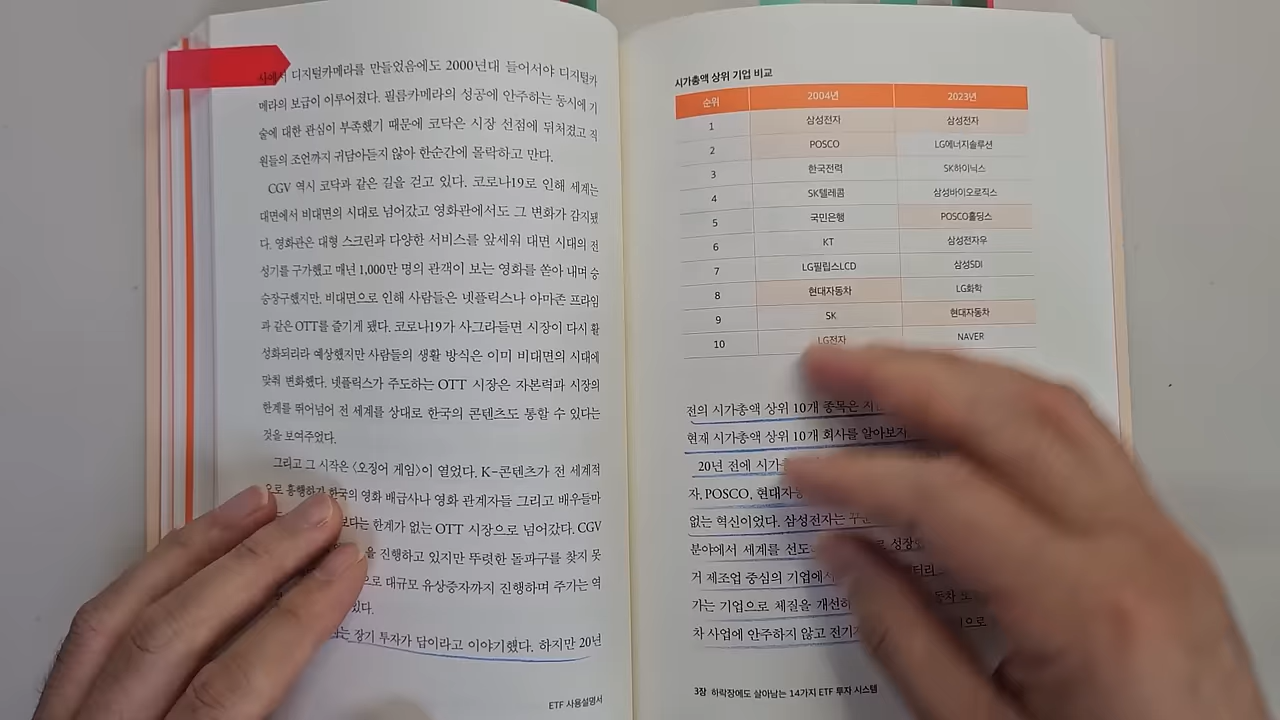 디지털카메라를 만들었음에도 2000년대 들어서야 디지털카
메라의 보급이 이루어졌다. 필름카메라의 성공에 안주하는 동시에 기
술에 대한 관심이 부족했기 때문에 코닥은 시장 선점에 뒤처졌고 직
원들의 조언까지 귀담아듣지 않아 한순간에 몰락하고 만다.
CGV 역시 코닥과 같은 길을 걷고 있다. 코로나19로 인해 세계는
대면에서 비대면의 시대로 넘어갔고 영화관에서도 그 변화가 감지됐
다. 영화관은 대형 스크린과 다양한 서비스를 앞세워 대면 시대의 전
성기를 구가했고 매년 1,000만 명의 관객이 보는 영화를 쏟아 내며 승
승장구했지만, 비대면으로 인해 사람들은 넷플릭스나 아마존 프라임
과 같은 OTT를 즐기게 됐다. 코로나19가 사그라들면 시장이 다시 활
성화되리라 예상했지만 사람들의 생활 방식은 이미 비대면의 시대에
맞춰 변화했다. 넷플릭스가 주도하는 OTT 시장은 자본력과 시장의
한계를 뛰어넘어 전 세계를 상대로 한국의 콘텐츠도 통할 수 있다는
것을 보여주었다.
그리고 그 시작은 〈오징어 게임〉이 열었다. K-콘텐츠가 전 세계적
으로 흥행하자 한국의 영화 배급사나 영화 관계자들 그리고 배우들마
보다는 한계가 없는 OTT 시장으로 넘어갔다. CGV
을 진행하고 있지만 뚜렷한 돌파구를 찾지 못
으로 대규모 유상증자까지 진행하며 주가는 역
있다.
는 장기 투자가 답이라고 이야기했다. 하지만 20년
ETF 사용설명서
시가총액 상위 기업 비교
순위 2004년 2023년
1 삼성전자 삼성전자
2 POSCO LG에너지솔루션
3 한국전력 SK하이닉스
4 SK텔레콤 삼성바이오로직스
5 국민은행 POSCO홀딩스
6 KT 삼성전자우
7 LG필립스LCD 삼성SDI
8 현대자동차 LG화학
9 SK 현대자동차
10 LG전자 NAVER
전의 시가총액 상위 10개 종목은
현재 시가총액 상위 10개 회사를 알아보자
20년 전에 시가총
자, POSCO, 현대자동
없는 혁신이었다. 삼성전자는 꾸준
분야에서 세계를 선도 로 성장
거 제조업 중심의 기업에서
가는 기업으로 체질을 개선하
차 사업에 안주하지 않고 전기 으로
3장 하락장에도 살아남는 14가지 ETF 투자 시스템